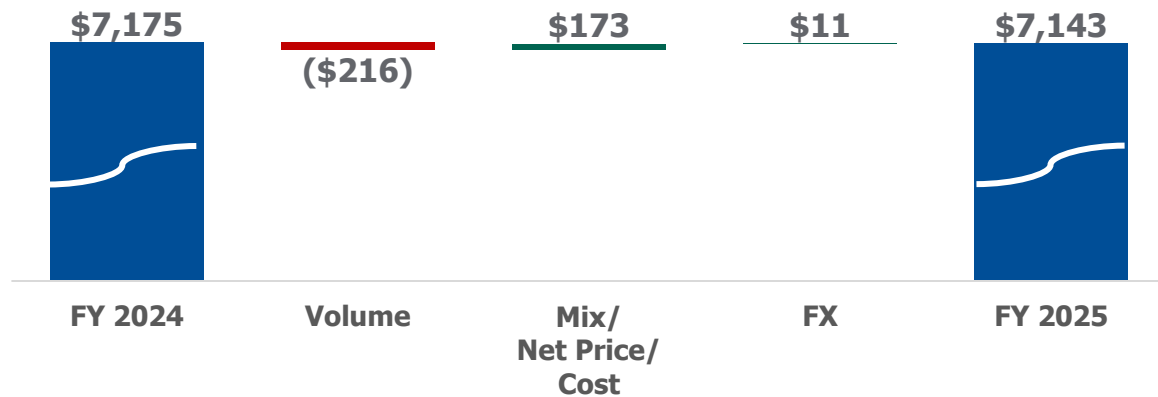 $7,175
($216)
$173
$11
$7,143
FY 2024
Volume
Mix/
Net Price/
Cost
FX
FY 2025